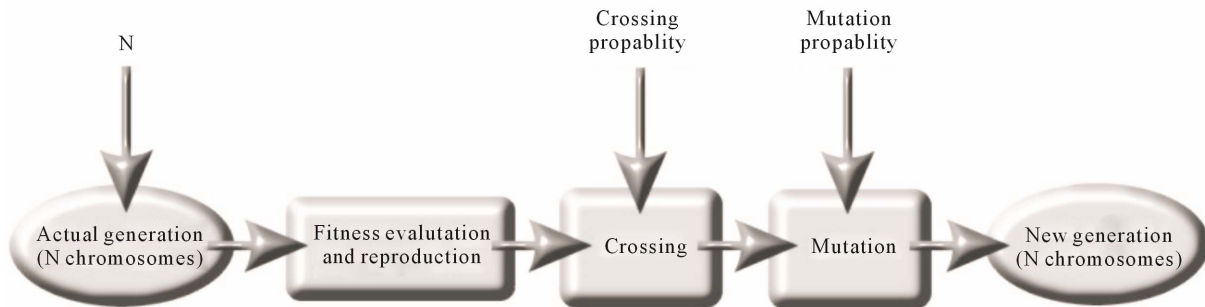 N
Crossing
propablity
Mutation
propablity
Actual generation
(N chromosomes)
Fitness evalutation
and reproduction
Crossing
Mutation
New generation
(N chromosomes)